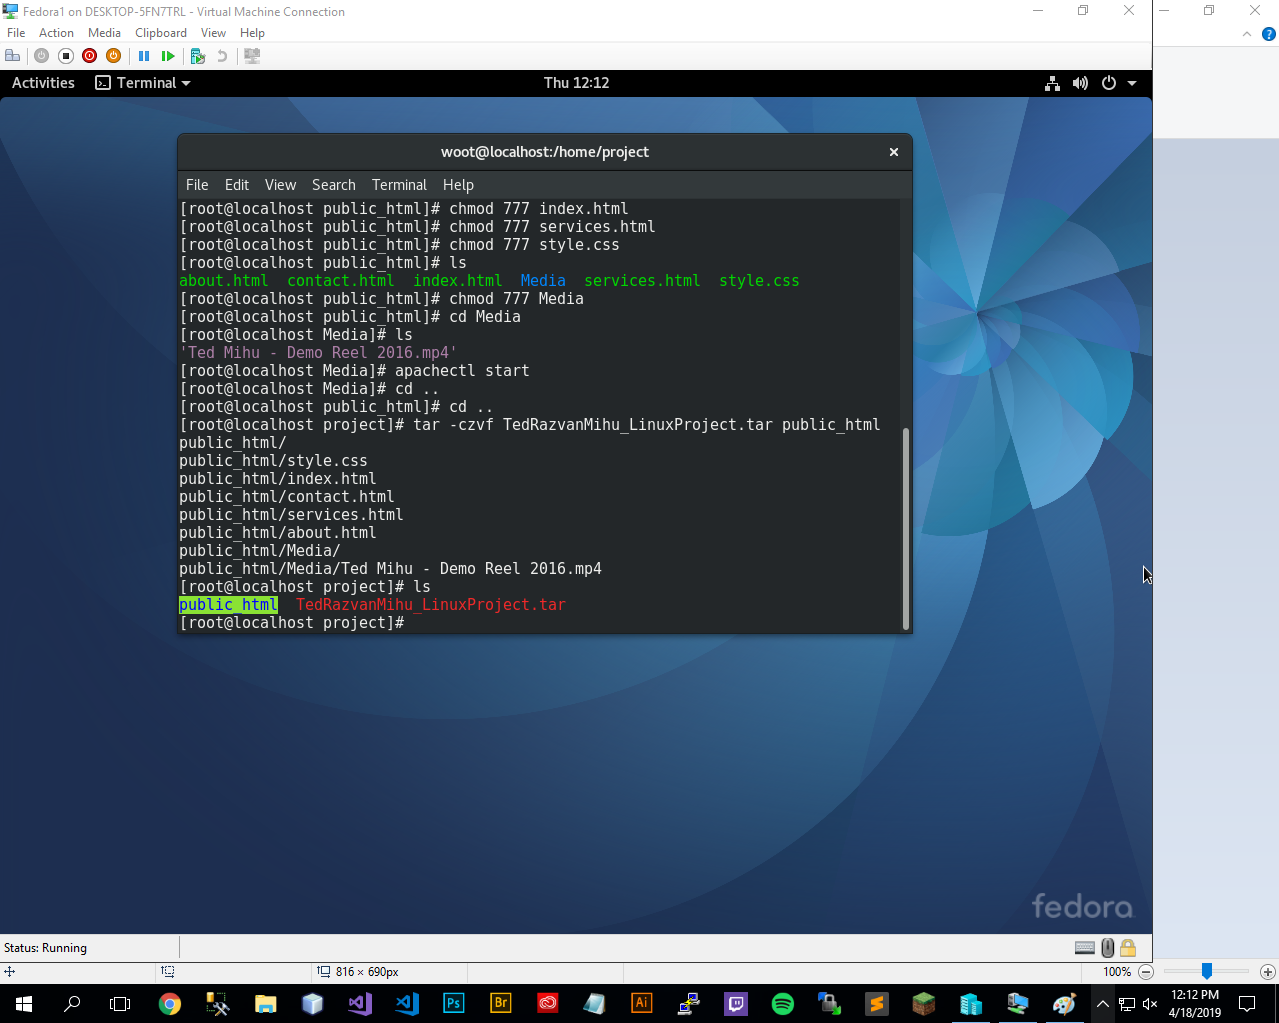 Fedora1 on DESKTOP-5FN7TRL - Virtual Machine Connection
File Action Media Clipboard View Help
Activities Terminal Thu 12:12
woot@localhost:/home/project
File Edit View Search Terminal Help
[root@localhost public_html]# chmod 777 index.html
[root@localhost public_html]# chmod 777 services.html
[root@localhost public_html]# chmod 777 style.css
[root@localhost public_html]# ls
about.html contact.html index.html Media services.html style.css
[root@localhost public_html]# chmod 777 Media
[root@localhost public_html]# cd Media
[root@localhost Media]# ls
'Ted Mihu - Demo Reel 2016.mp4'
[root@localhost Media]# apachectl start
[root@localhost Media]# cd ..
[root@localhost public_html]# cd ..
[root@localhost project]# tar -czvf TedRazvanMihu_LinuxProject.tar public_html
public_html/
public_html/style.css
public_html/index.html
public_html/contact.html
public_html/services.html
public_html/about.html
public_html/Media/
public_html/Media/Ted Mihu - Demo Reel 2016.mp4
[root@localhost project]# ls
public_html TedRazvanMihu_LinuxProject.tar
[root@localhost project]#
fedora
Status: Running
816 × 690px 100%
Ps Br Ai
12:12 PM
4/18/2019